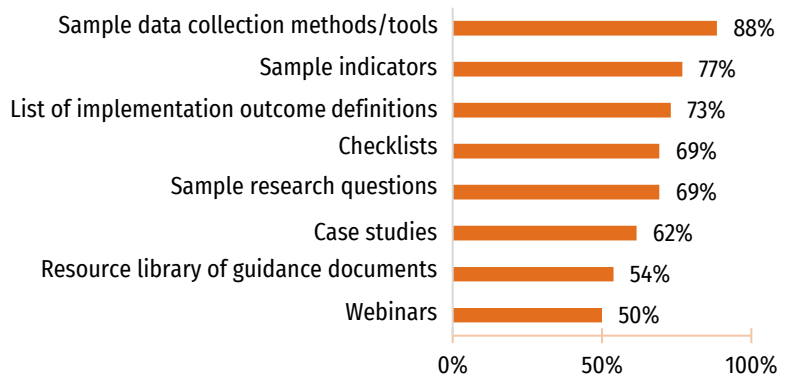 Sample data collection methods/tools 88%
Sample indicators 77%
List of implementation outcome definitions 73%
Checklists 69%
Sample research questions 69%
Case studies 62%
Resource library of guidance documents 54%
Webinars 50%
0% 50% 100%